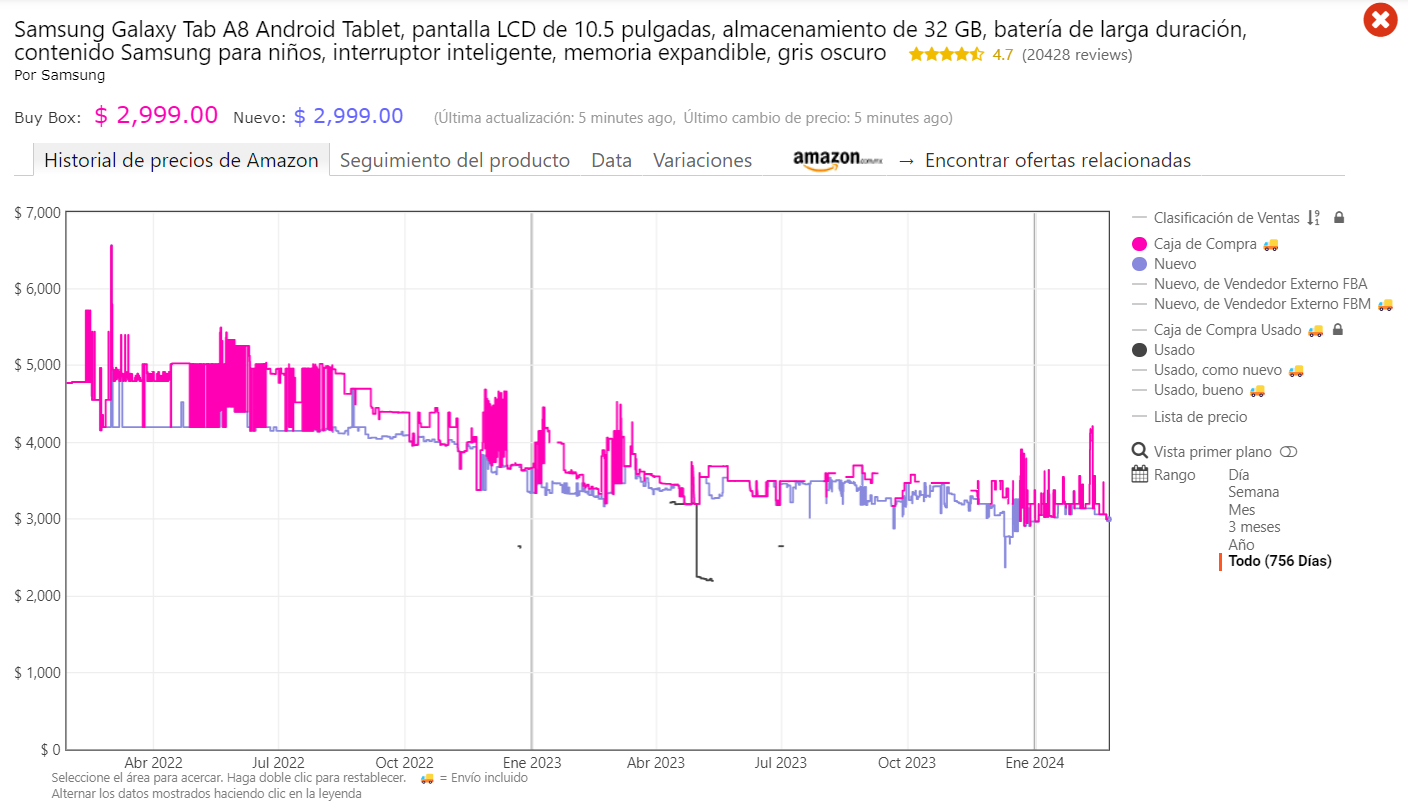 Samsung Galaxy Tab A8 Android Tablet, pantalla LCD de 10.5 pulgadas, almacenamiento de 32 GB, batería de larga duración,
contenido Samsung para niños, interruptor inteligente, memoria expandible, gris oscuro 4.7 (20428 reviews)
Por Samsung
Buy Box: $ 2,999.00 Nuevo: $ 2,999.00 (Última actualización: 5 minutes ago, Último cambio de precio: 5 minutes ago)
Historial de precios de Amazon Seguimiento del producto Data Variaciones amazon.com.mx → Encontrar ofertas relacionadas
$ 7,000
$ 6,000
$ 5,000
$ 4,000
$ 3,000
$ 2,000
$ 1,000
$ 0
Abr 2022 Jul 2022 Oct 2022 Ene 2023 Abr 2023 Jul 2023 Oct 2023 Ene 2024
Clasificación de Ventas
Caja de Compra
Nuevo
Nuevo, de Vendedor Externo FBA
Nuevo, de Vendedor Externo FBM
Caja de Compra Usado
Usado
Usado, como nuevo
Usado, bueno
Lista de precio
Vista primer plano
Rango Día
Semana
Mes
3 meses
Año
Todo (756 Días)
Seleccione el área para acercar. Haga doble clic para restablecer. = Envío incluido
Alternar los datos mostrados haciendo clic en la leyenda